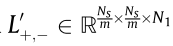 L′₊,₋ ∈ ℝ^{\frac{N_s}{m} × \frac{N_s}{m} × N_1}